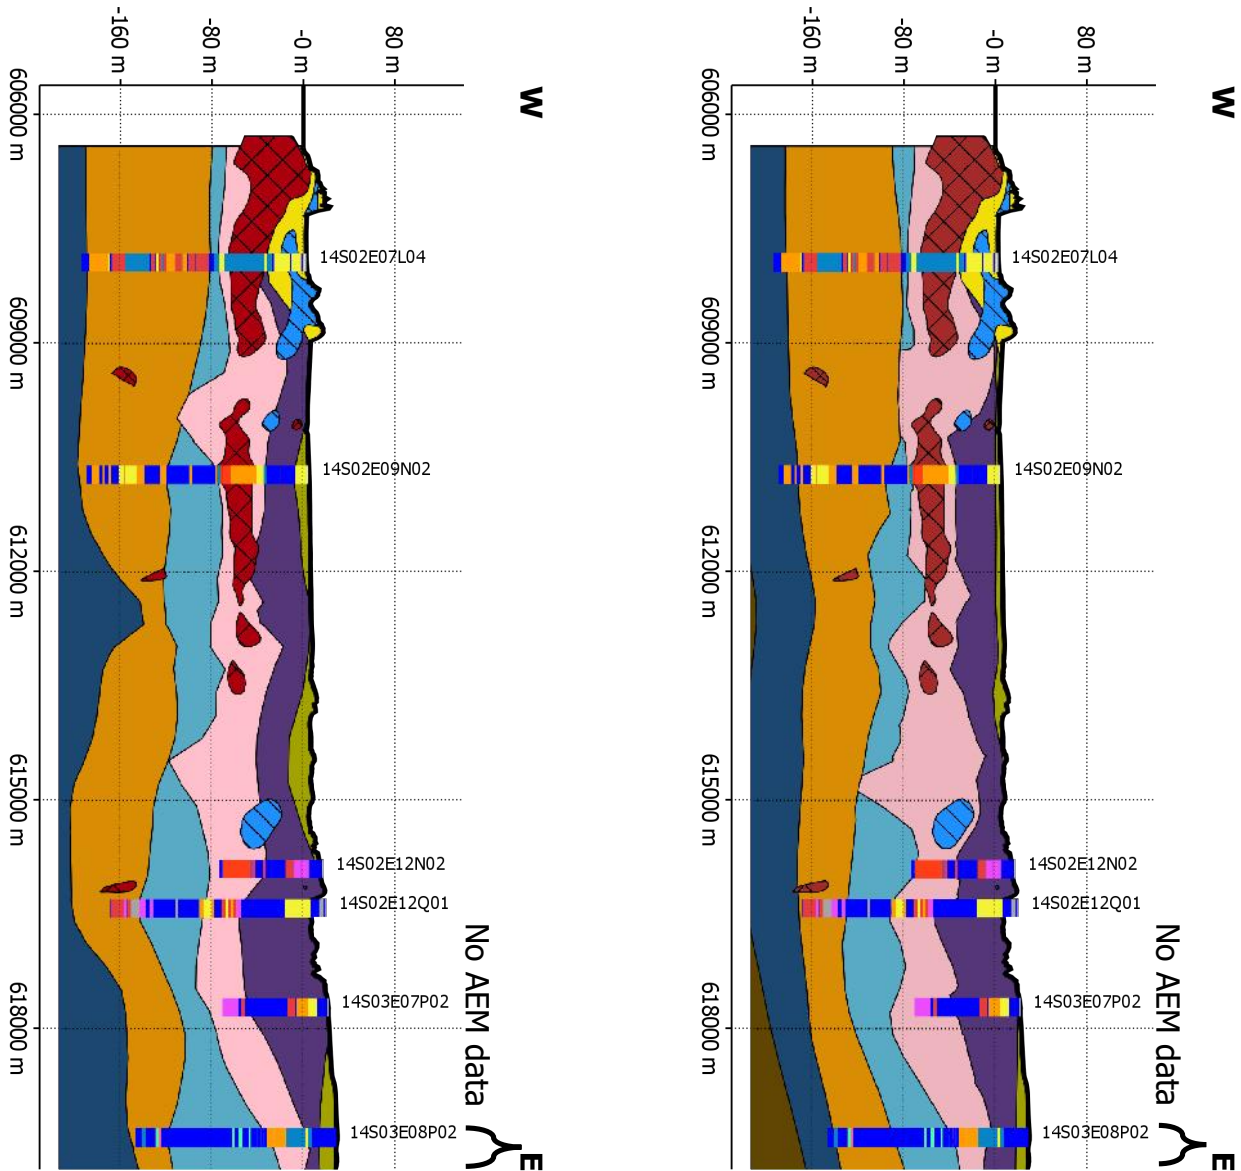 -160 m
-80 m
-0 m
80 m
W
606000 m
609000 m
612000 m
615000 m
618000 m
14S02E07L04
14S02E09N02
14S02E12N02
14S02E12Q01
14S03E07P02
14S03E08P02
No AEM data
E
-160 m
-80 m
-0 m
80 m
W
606000 m
609000 m
612000 m
615000 m
618000 m
14S02E07L04
14S02E09N02
14S02E12N02
14S02E12Q01
14S03E07P02
14S03E08P02
No AEM data
E